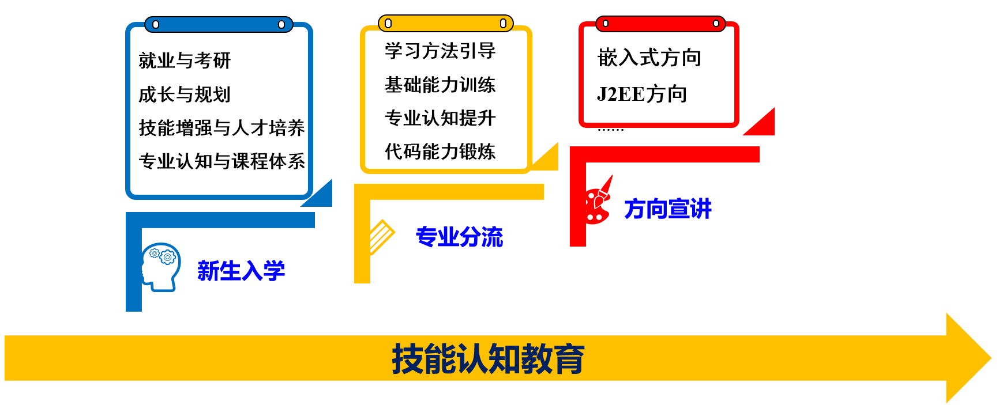 就业与考研
成长与规划
技能增强与人才培养
专业认知与课程体系
新生入学
学习方法引导
基础能力训练
专业认知提升
代码能力锻炼
专业分流
嵌入式方向
J2EE方向
……
方向宣讲
技能认知教育